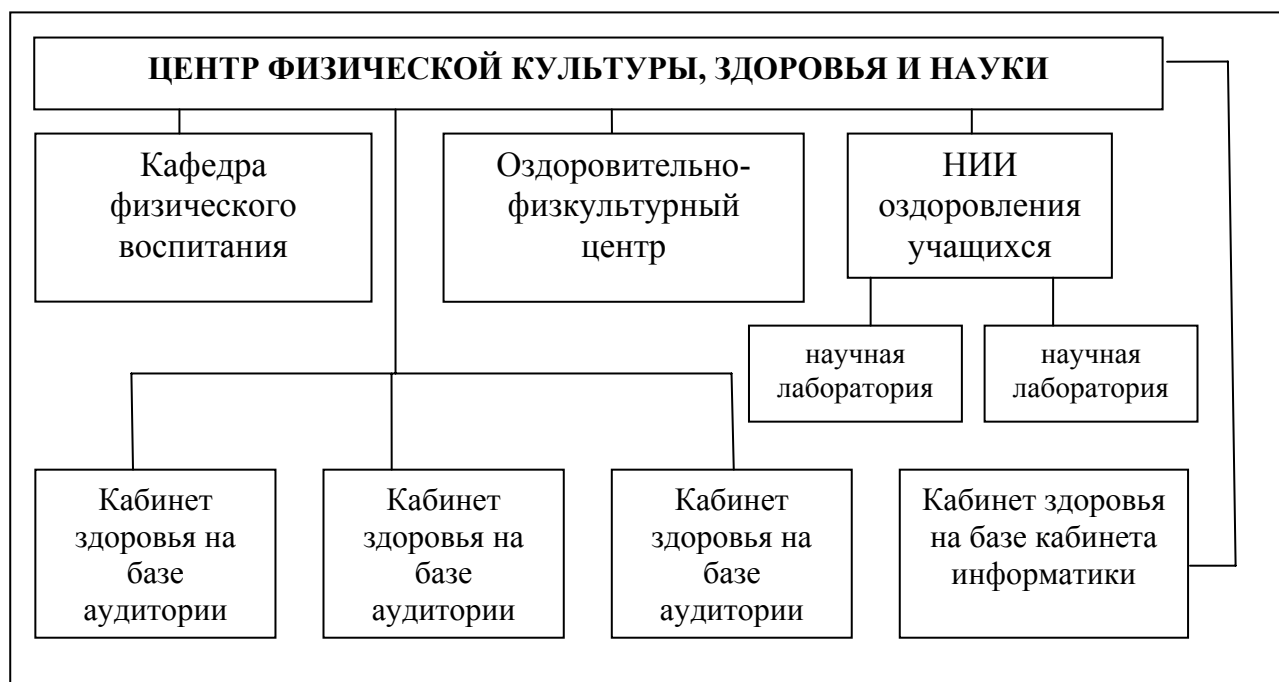 ЦЕНТР ФИЗИЧЕСКОЙ КУЛЬТУРЫ, ЗДОРОВЬЯ И НАУКИ
Кафедра
физического
воспитания
Оздоровительно-
физкультурный
центр
НИИ
оздоровления
учащихся
научная
лаборатория
научная
лаборатория
Кабинет
здоровья на
базе
аудитории
Кабинет
здоровья на
базе
аудитории
Кабинет
здоровья на
базе
аудитории
Кабинет здоровья
на базе кабинета
информатики